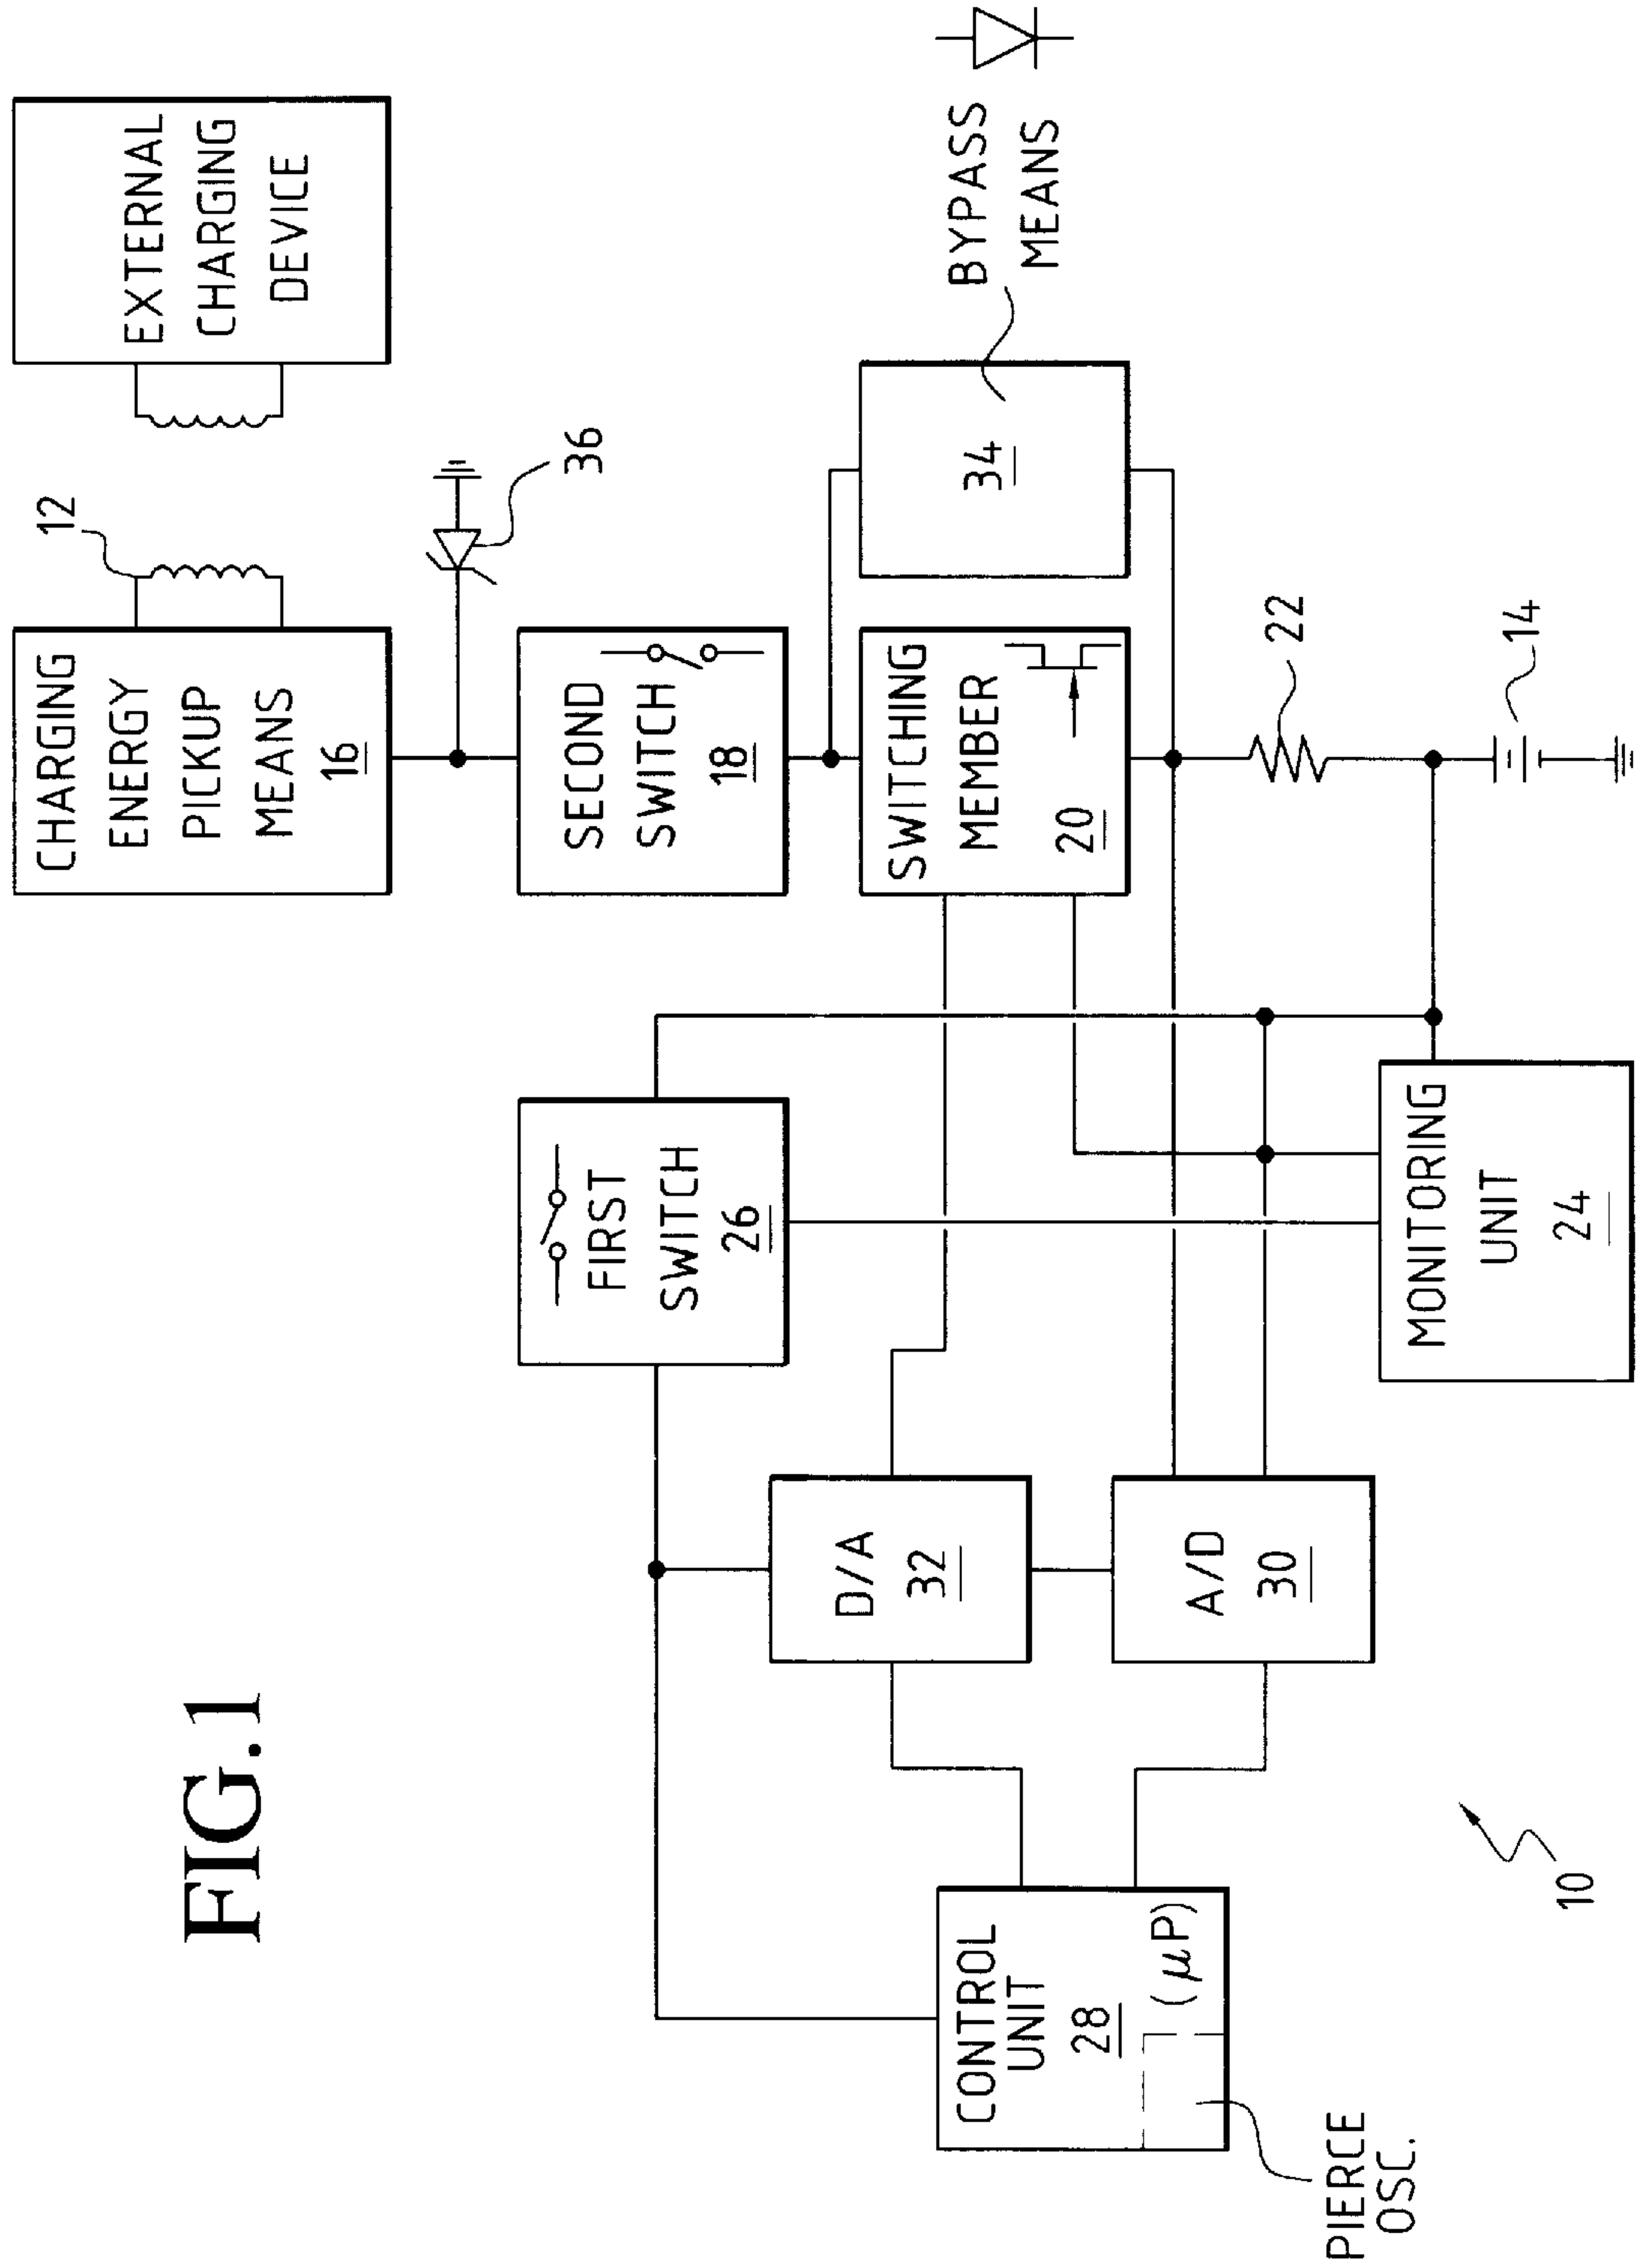 FIG.1
EXTERNAL
CHARGING
DEVICE
12
CHARGING
ENERGY
PICKUP
MEANS
16
36
SECOND
SWITCH
18
BYPASS
MEANS
34
SWITCHING
MEMBER
20
22
14
FIRST
SWITCH
26
MONITORING
UNIT
24
D/A
32
A/D
30
CONTROL
UNIT
28
(μP)
PIERCE
OSC.
10